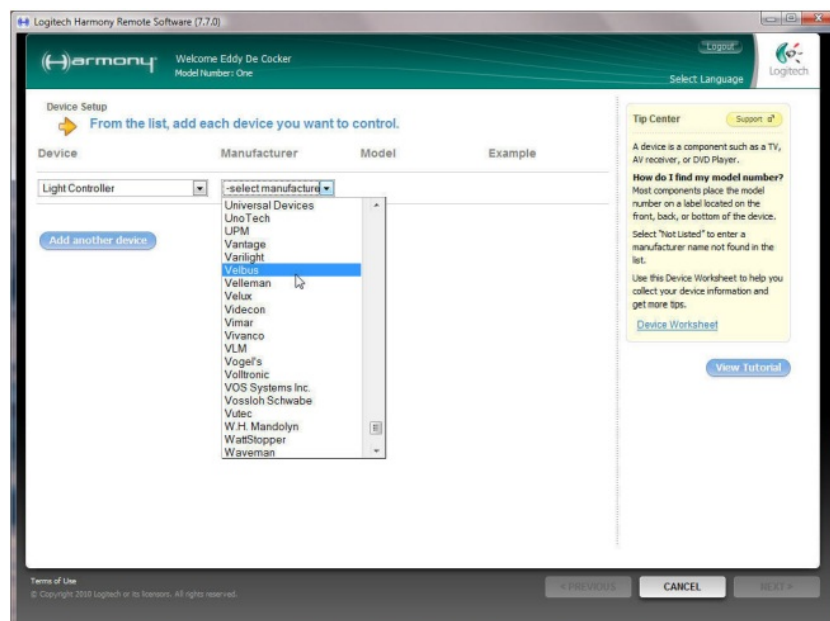 Logitech Harmony Remote Software (7.7.0)
Harmony
Welcome Eddy De Cocker
Model Number: One
Logout
Select Language
Logitech
Device Setup
From the list, add each device you want to control.
Device Manufacturer Model Example
Light Controller -select manufacture
Universal Devices
UnoTech
UPM
Vantage
Varilight
Velbus
Velleman
Velux
Videcon
Vimar
Vivanco
VLM
Vogel's
Volltronic
VOS Systems Inc.
Vossloh Schwabe
Vutec
W.H. Mandolyn
WattStopper
Waveman
Add another device
Tip Center Support
A device is a component such as a TV,
AV receiver, or DVD Player.
How do I find my model number?
Most components place the model
number on a label located on the
front, back, or bottom of the device.
Select "Not Listed" to enter a
manufacturer name not found in the
list.
Use this Device Worksheet to help you
collect your device information and
get more tips.
Device Worksheet
View Tutorial
Terms of Use
© Copyright 2010 Logitech or its licensors. All rights reserved.
< PREVIOUS CANCEL NEXT >